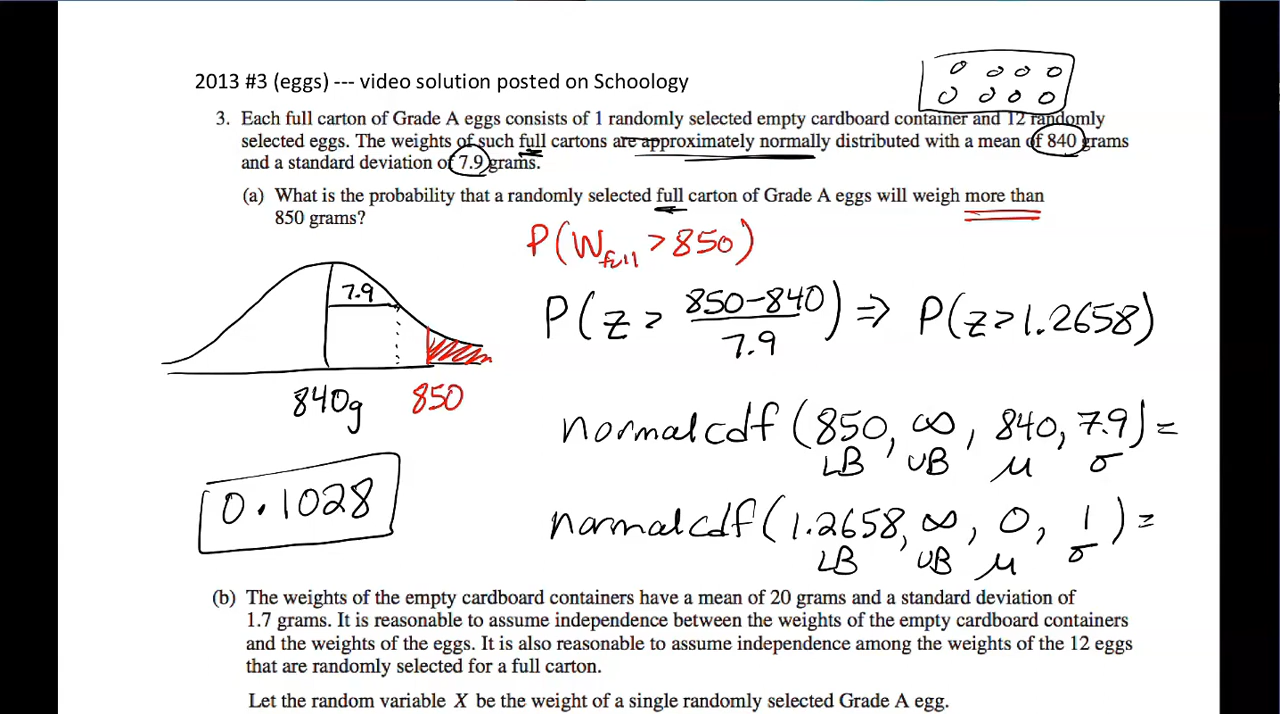 2013 #3 (eggs) --- video solution posted on Schoology
3. Each full carton of Grade A eggs consists of 1 randomly selected empty cardboard container and 12 randomly
selected eggs. The weights of such full cartons are approximately normally distributed with a mean of 840 grams
and a standard deviation of 7.9 grams.
(a) What is the probability that a randomly selected full carton of Grade A eggs will weigh more than
850 grams?
P(W_full > 850)
7.9
P(z > (850-840)/7.9) ⇒ P(z>1.2658)
840g 850
normalcdf (850, ∞, 840, 7.9) =
LB UB μ σ
0.1028
normalcdf (1.2658, ∞, 0, 1) =
LB UB μ σ
(b) The weights of the empty cardboard containers have a mean of 20 grams and a standard deviation of
1.7 grams. It is reasonable to assume independence between the weights of the empty cardboard containers
and the weights of the eggs. It is also reasonable to assume independence among the weights of the 12 eggs
that are randomly selected for a full carton.
Let the random variable X be the weight of a single randomly selected Grade A egg.